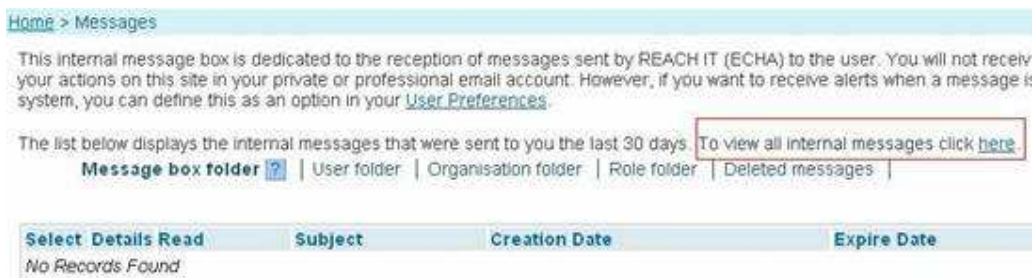 Home > Messages
This internal message box is dedicated to the reception of messages sent by REACH IT (ECHA) to the user. You will not receiv
your actions on this site in your private or professional email account. However, if you want to receive alerts when a message is
system, you can define this as an option in your User Preferences.
The list below displays the internal messages that were sent to you the last 30 days. To view all internal messages click here.
Message box folder ? | User folder | Organisation folder | Role folder | Deleted messages |
Select Details Read Subject Creation Date Expire Date
No Records Found